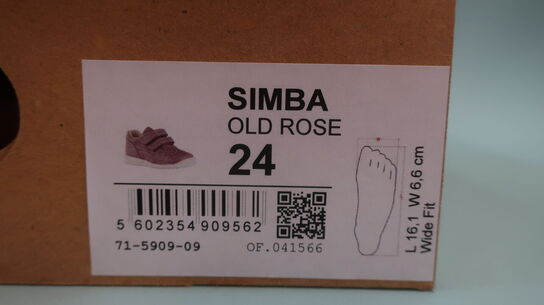 SIMBA
OLD ROSE
24
5 602354 909562
71-5909-09
OF.041566
L 16,1 W 6,6 cm
Wide Fit